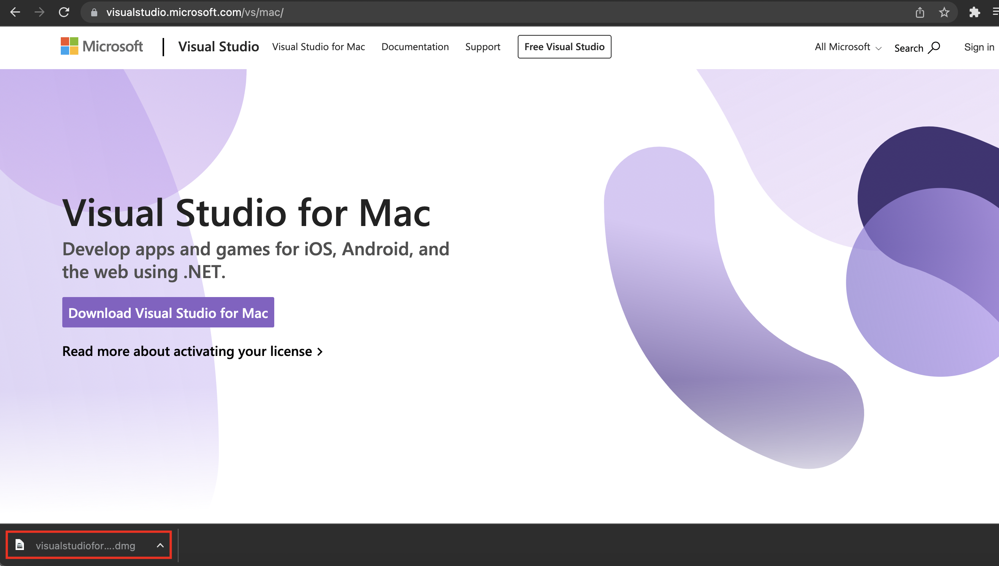 visualstudio.microsoft.com/vs/mac/
Microsoft
Visual Studio
Visual Studio for Mac
Documentation
Support
Free Visual Studio
All Microsoft
Search
Sign in
Visual Studio for Mac
Develop apps and games for iOS, Android, and
the web using .NET.
Download Visual Studio for Mac
Read more about activating your license
visualstudiofor....dmg